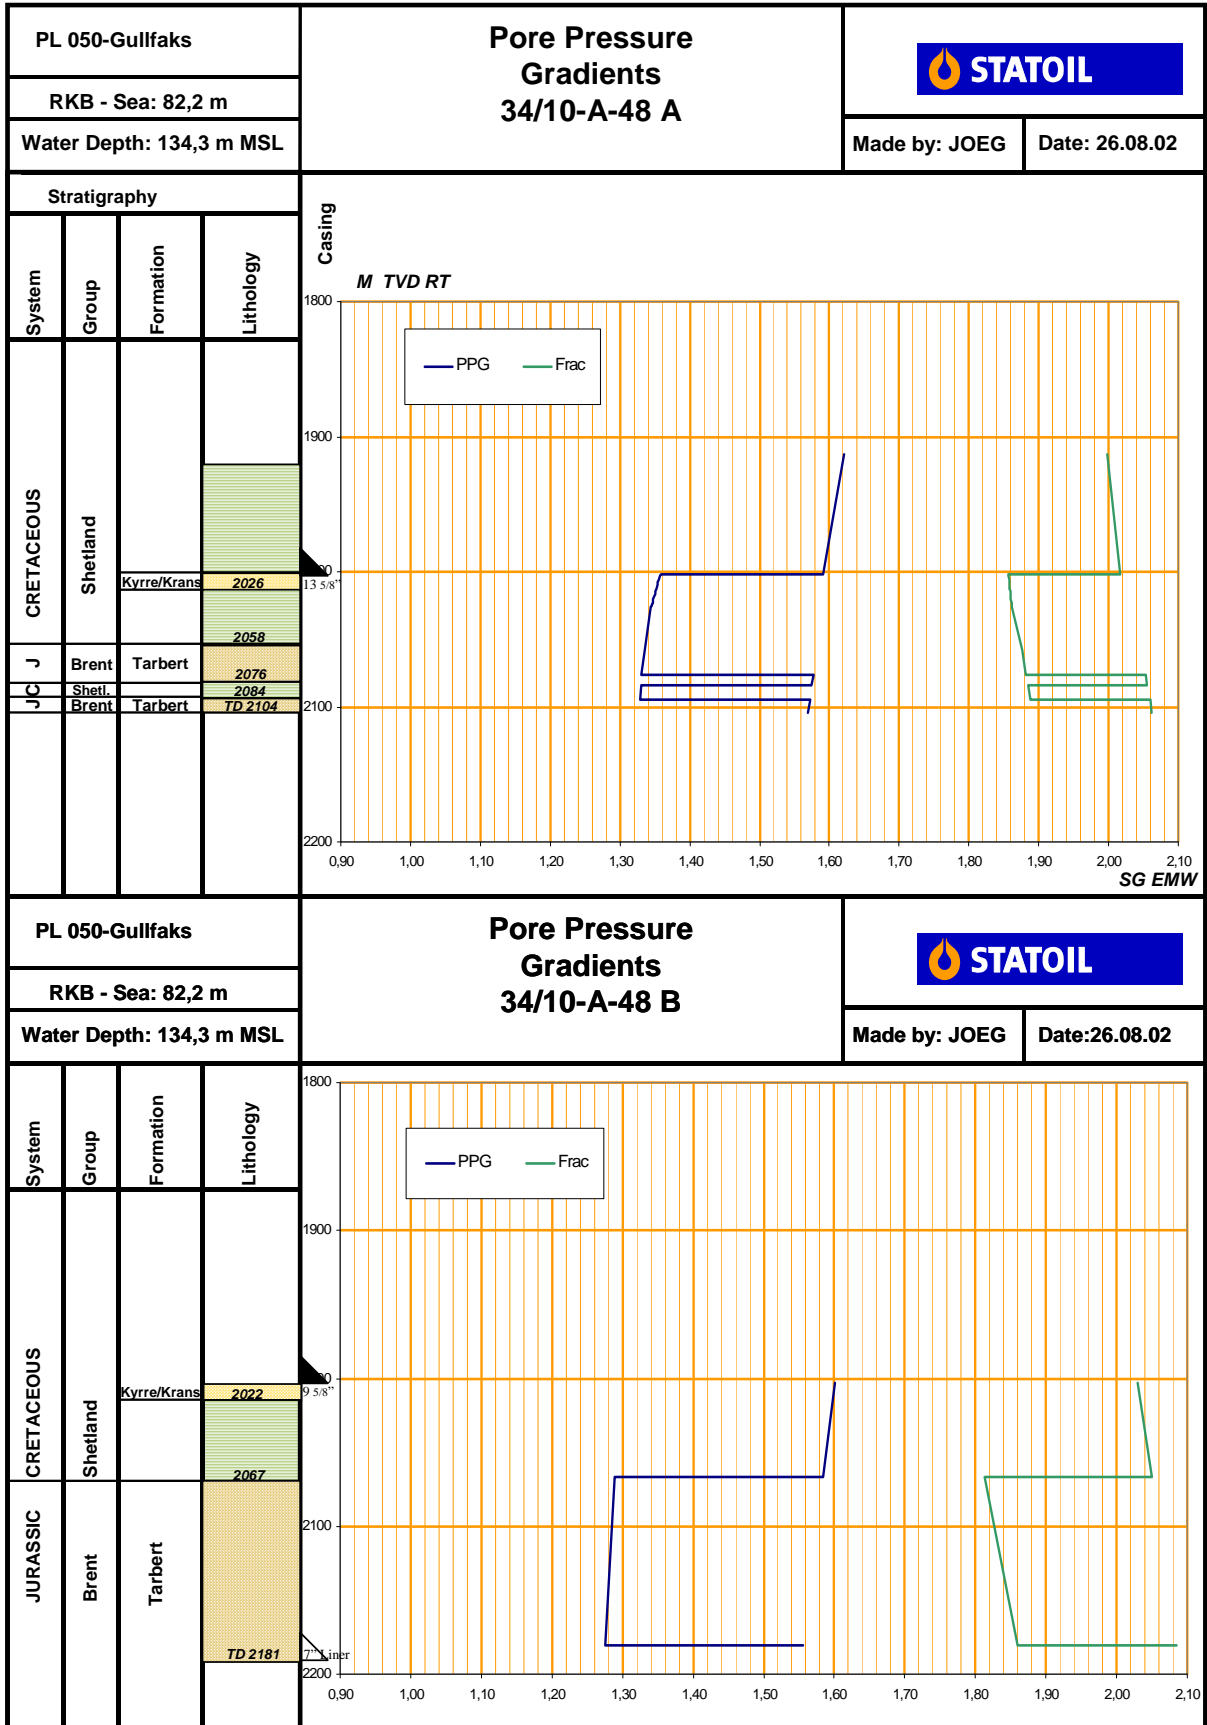 PL 050-Gullfaks
Pore Pressure
Gradients
34/10-A-48 A
STATOIL
RKB - Sea: 82,2 m
Water Depth: 134,3 m MSL
Made by: JOEG
Date: 26.08.02
Stratigraphy
System
Group
Formation
Lithology
Casing
M TVD RT
1800
PPG
Frac
1900
CRETACEOUS
Shetland
Kyrre/Krans
2026
13 5/8"
2058
J
Brent
Tarbert
2076
JC
Shetl.
2084
Brent
Tarbert
TD 2104
2100
2200
0,90 1,00 1,10 1,20 1,30 1,40 1,50 1,60 1,70 1,80 1,90 2,00 2,10
SG EMW
PL 050-Gullfaks
Pore Pressure
Gradients
34/10-A-48 B
STATOIL
RKB - Sea: 82,2 m
Water Depth: 134,3 m MSL
Made by: JOEG
Date:26.08.02
System
Group
Formation
Lithology
1800
PPG
Frac
1900
CRETACEOUS
Shetland
Kyrre/Krans
2022
9 5/8"
2067
2100
JURASSIC
Brent
Tarbert
TD 2181
7" Liner
2200
0,90 1,00 1,10 1,20 1,30 1,40 1,50 1,60 1,70 1,80 1,90 2,00 2,10